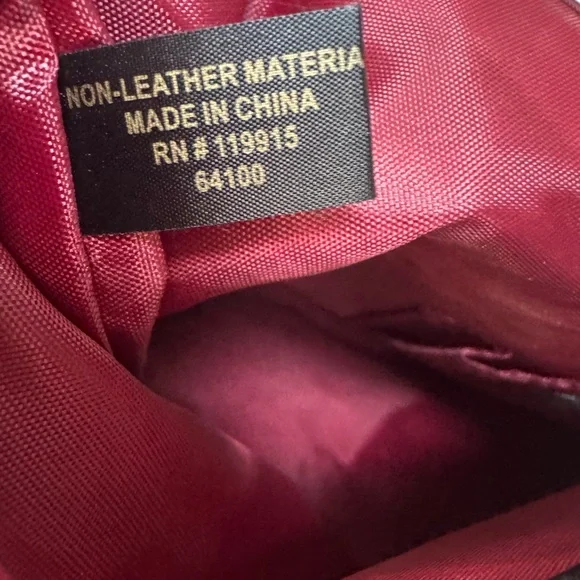 NON-LEATHER MATERIA
MADE IN CHINA
RN # 119915
64100